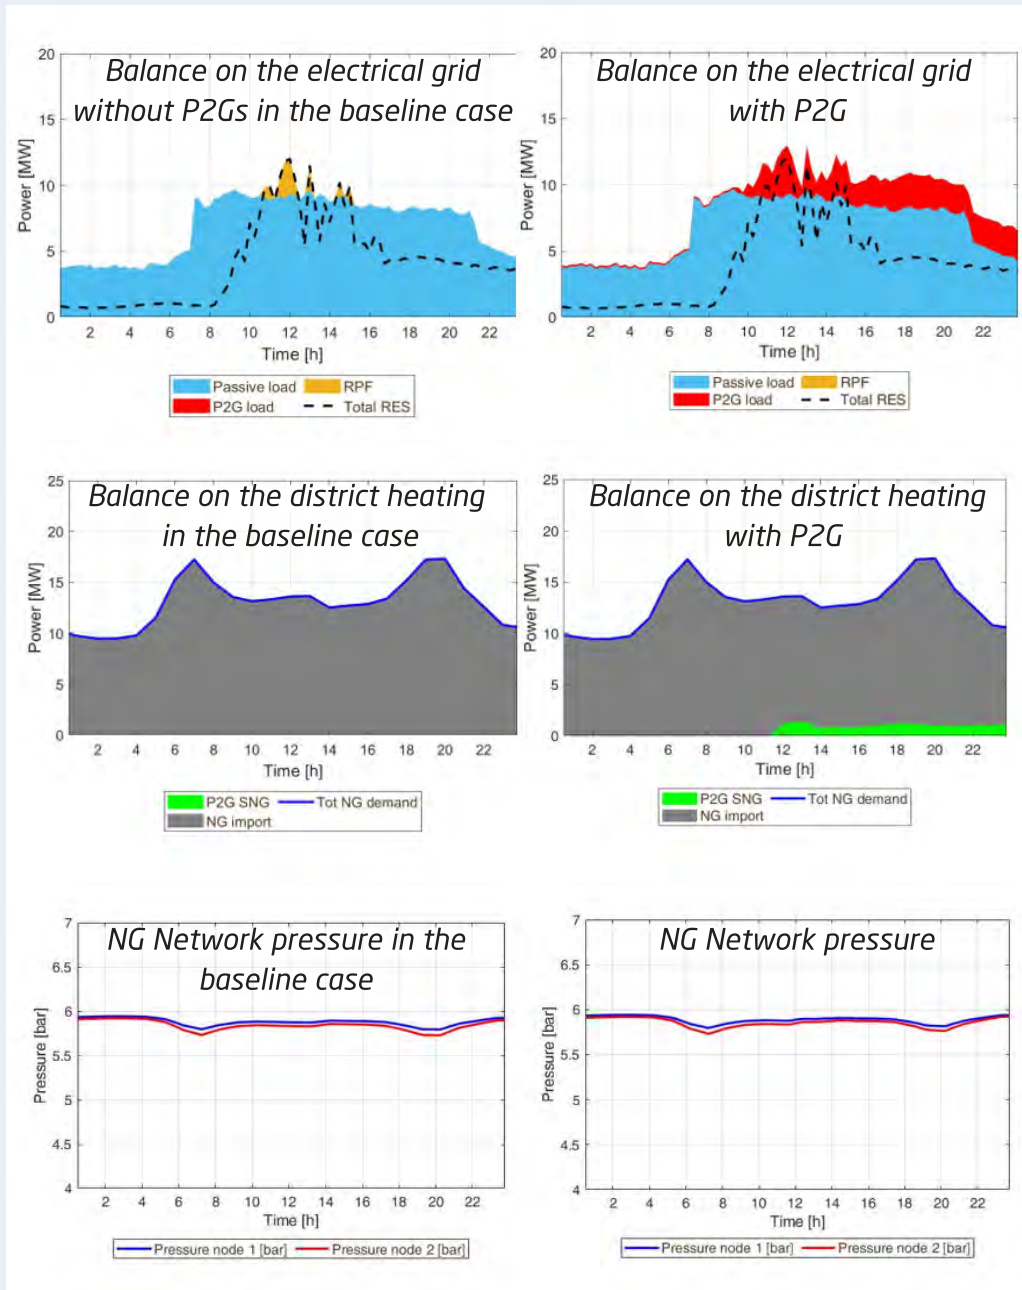 Balance on the electrical grid
without P2Gs in the baseline case
20
15
10
5
0
Power [MW]
2 4 6 8 10 12 14 16 18 20 22
Time [h]
Passive load RPF
P2G load Total RES
Balance on the electrical grid
with P2G
20
15
10
5
0
Power [MW]
2 4 6 8 10 12 14 16 18 20 22
Time [h]
Passive load RPF
P2G load Total RES
Balance on the district heating
in the baseline case
25
20
15
10
5
0
Power [MW]
2 4 6 8 10 12 14 16 18 20 22
Time [h]
P2G SNG Tot NG demand
NG import
Balance on the district heating
with P2G
25
20
15
10
5
0
Power [MW]
2 4 6 8 10 12 14 16 18 20 22
Time [h]
P2G SNG Tot NG demand
NG import
NG Network pressure in the
baseline case
7
6.5
6
5.5
5
4.5
4
Pressure [bar]
2 4 6 8 10 12 14 16 18 20 22
Time [h]
Pressure node 1 [bar] Pressure node 2 [bar]
NG Network pressure
7
6.5
6
5.5
5
4.5
4
Pressure [bar]
2 4 6 8 10 12 14 16 18 20 22
Time [h]
Pressure node 1 [bar] Pressure node 2 [bar]